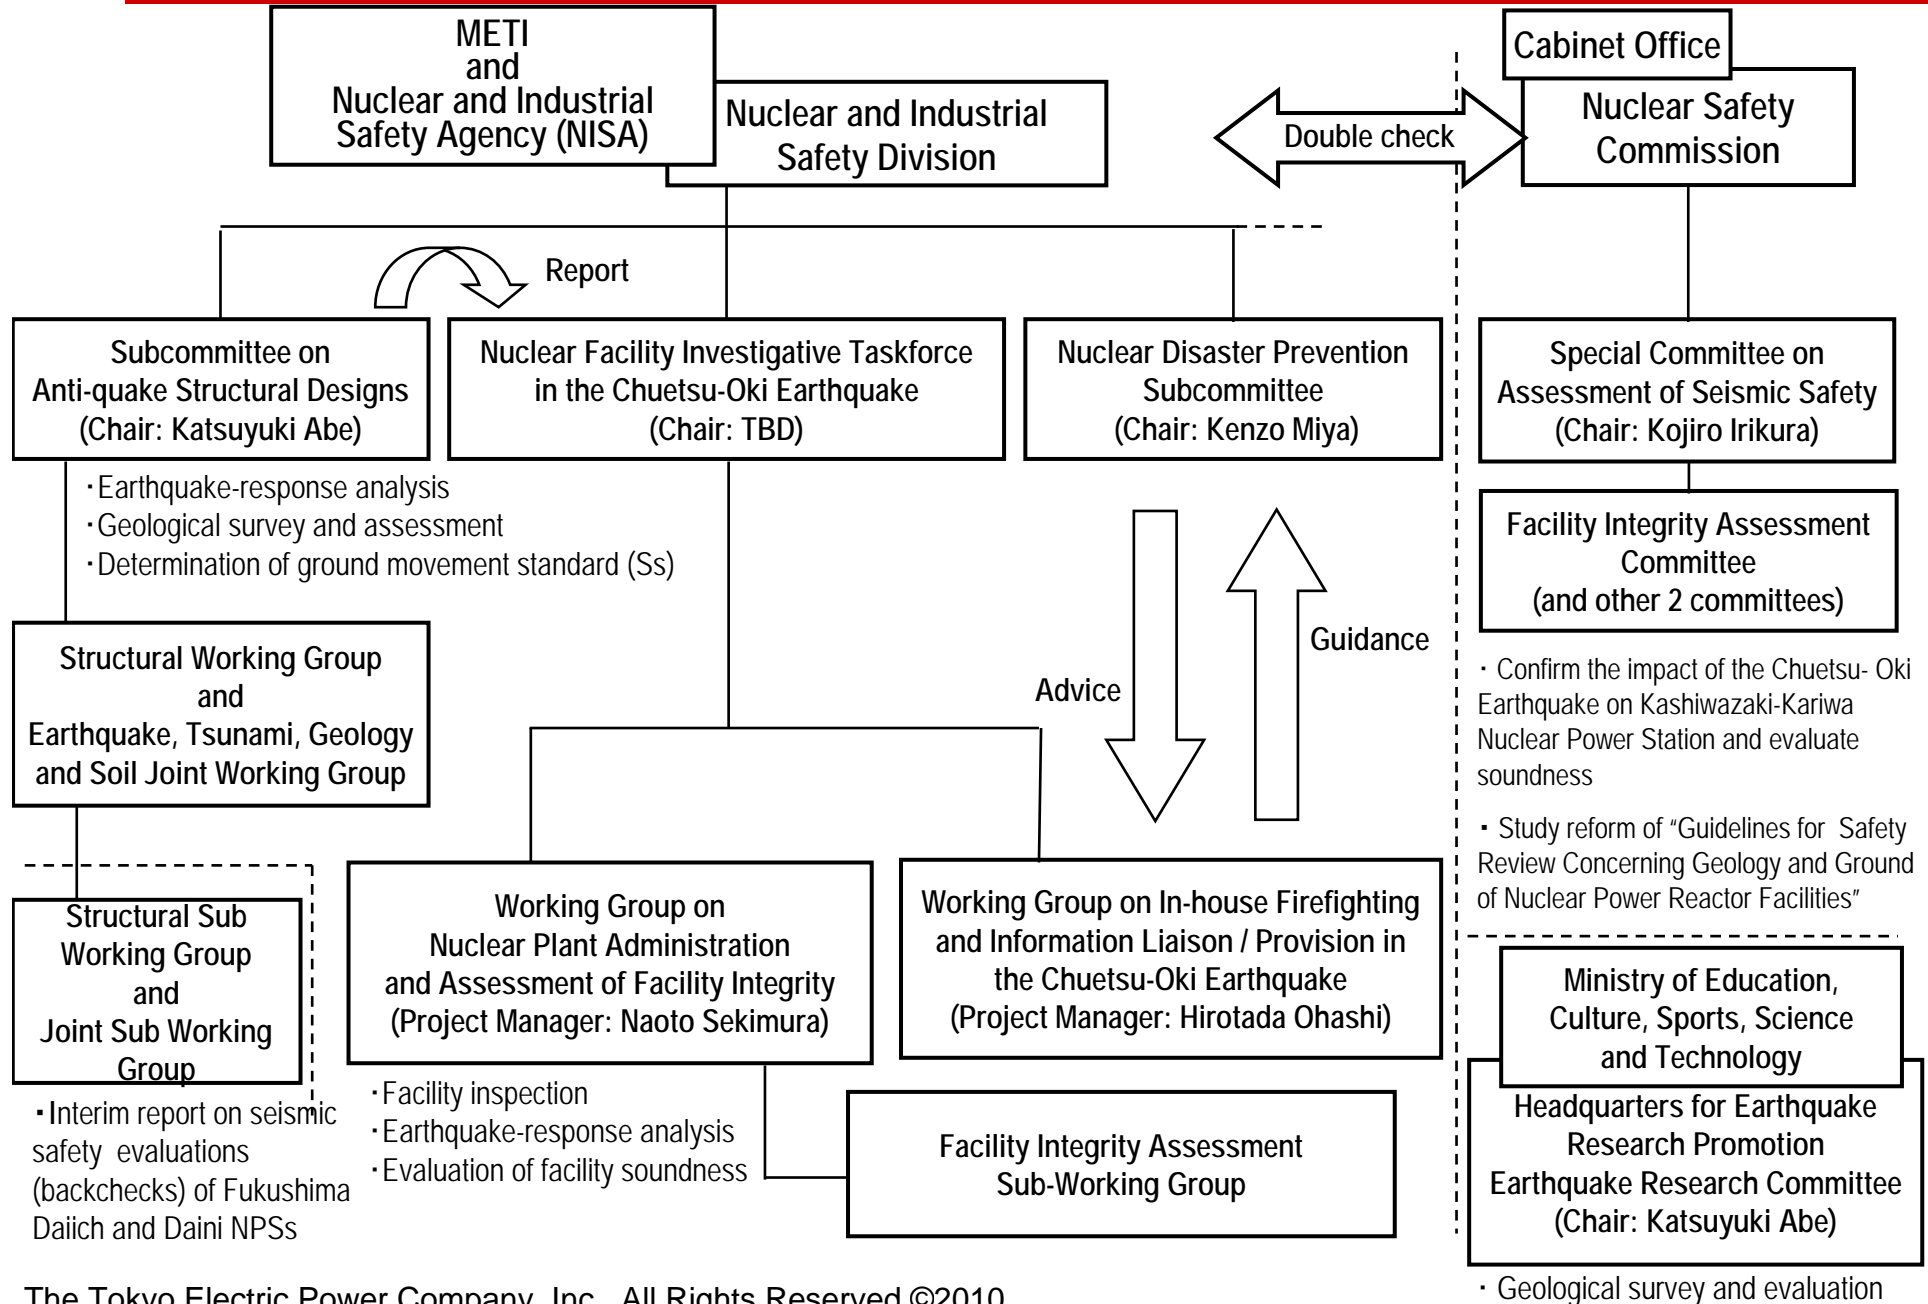 METI
and
Nuclear and Industrial
Safety Agency (NISA)
Nuclear and Industrial
Safety Division
Double check
Cabinet Office
Nuclear Safety
Commission
Report
Subcommittee on
Anti-quake Structural Designs
(Chair: Katsuyuki Abe)
Nuclear Facility Investigative Taskforce
in the Chuetsu-Oki Earthquake
(Chair: TBD)
Nuclear Disaster Prevention
Subcommittee
(Chair: Kenzo Miya)
Special Committee on
Assessment of Seismic Safety
(Chair: Kojiro Irikura)
・Earthquake-response analysis
・Geological survey and assessment
・Determination of ground movement standard (Ss)
Facility Integrity Assessment
Committee
(and other 2 committees)
Structural Working Group
and
Earthquake, Tsunami, Geology
and Soil Joint Working Group
Advice
Guidance
・ Confirm the impact of the Chuetsu- Oki
Earthquake on Kashiwazaki-Kariwa
Nuclear Power Station and evaluate
soundness
・ Study reform of “Guidelines for Safety
Review Concerning Geology and Ground
of Nuclear Power Reactor Facilities”
Structural Sub
Working Group
and
Joint Sub Working
Group
・Interim report on seismic
safety evaluations
(backchecks) of Fukushima
Daiich and Daini NPSs
Working Group on
Nuclear Plant Administration
and Assessment of Facility Integrity
(Project Manager: Naoto Sekimura)
・Facility inspection
・Earthquake-response analysis
・Evaluation of facility soundness
Working Group on In-house Firefighting
and Information Liaison / Provision in
the Chuetsu-Oki Earthquake
(Project Manager: Hirotada Ohashi)
Facility Integrity Assessment
Sub-Working Group
Ministry of Education,
Culture, Sports, Science
and Technology
Headquarters for Earthquake
Research Promotion
Earthquake Research Committee
(Chair: Katsuyuki Abe)
・ Geological survey and evaluation
The Tokyo Electric Power Company, Inc. All Rights Reserved ©2010